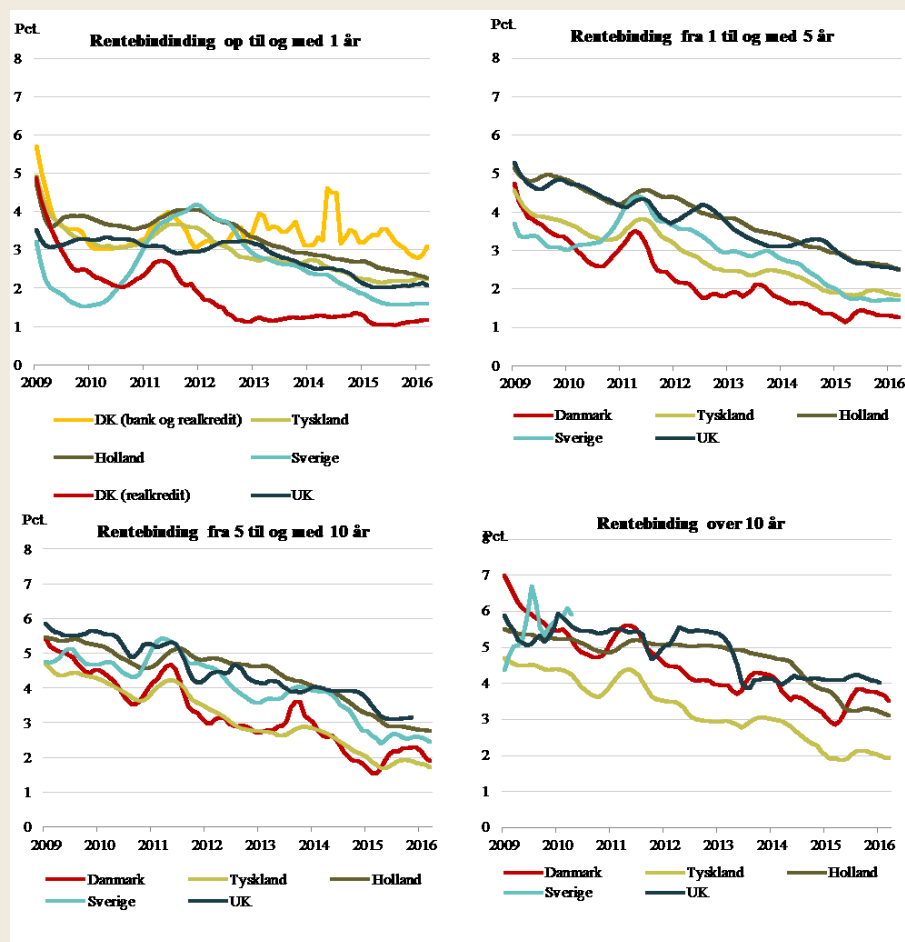 Pct.
Rentebindinding op til og med 1 år
8
7
6
5
4
3
2
1
0
2009 2010 2011 2012 2013 2014 2015 2016
DK (bank og realkredit) Tyskland
Holland Sverige
DK (realkredit) UK
Pct.
Rentebinding fra 1 til og med 5 år
8
7
6
5
4
3
2
1
0
2009 2010 2011 2012 2013 2014 2015 2016
Danmark Tyskland Holland
Sverige UK
Pct.
Rentebinding fra 5 til og med 10 år
8
7
6
5
4
3
2
1
0
2009 2010 2011 2012 2013 2014 2015 2016
Danmark Tyskland Holland
Sverige UK
Rentebinding over 10 år
Pct.
8
7
6
5
4
3
2
1
0
2009 2010 2011 2012 2013 2014 2015 2016
Danmark Tyskland Holland
Sverige UK